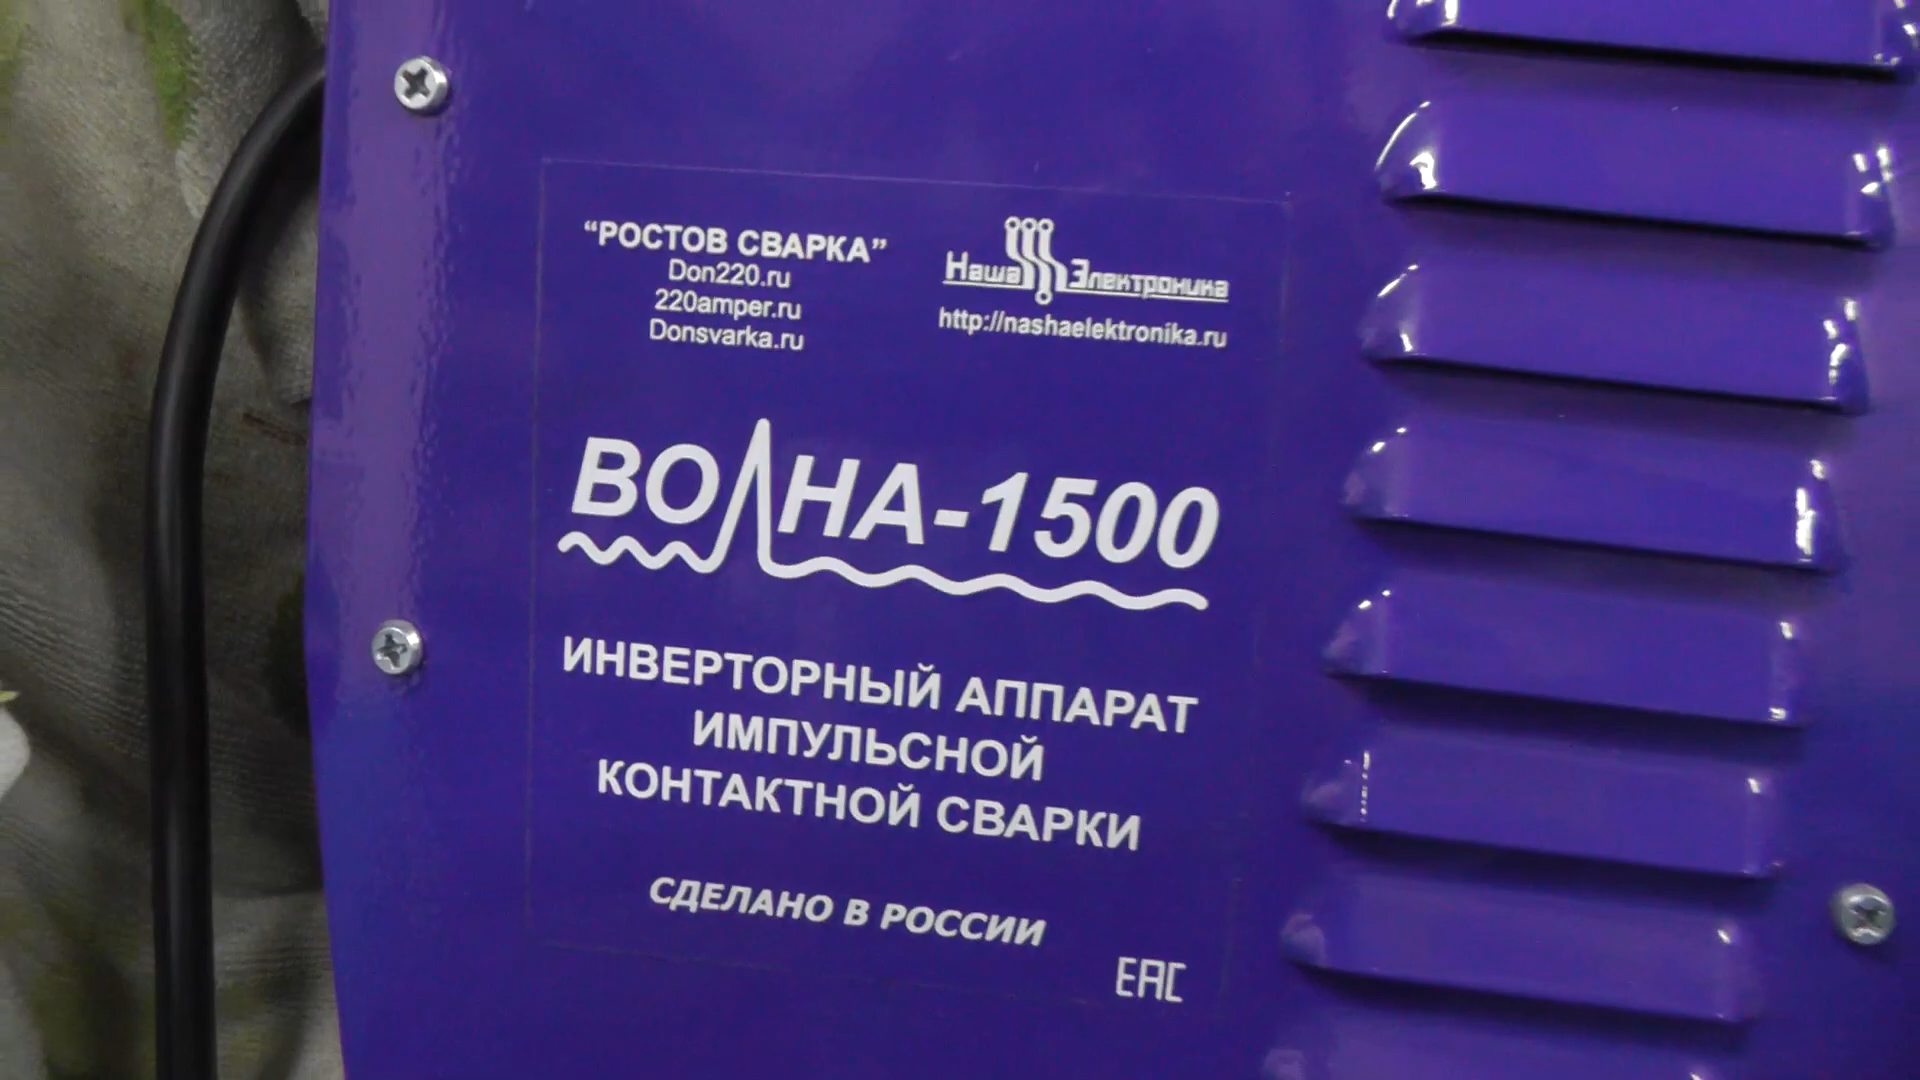 “РОСТОВ СВАРКА”
Don220.ru
220amper.ru
Donsvarka.ru
Наша Электроника
http://nashaelektronika.ru
ВОЛНА-1500
ИНВЕРТОРНЫЙ АППАРАТ
ИМПУЛЬСНОЙ
КОНТАКТНОЙ СВАРКИ
СДЕЛАНО В РОССИИ
EAC